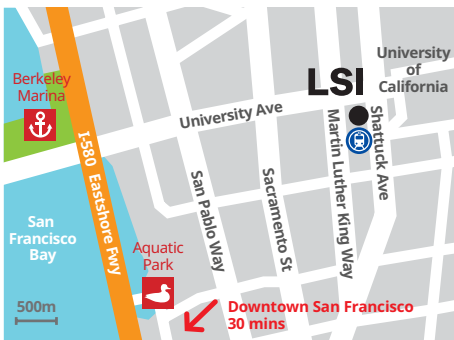 University
of
California
Berkeley
Marina
LSI
University Ave
Martin Luther King Way
Shattuck Ave
I-580 Eastshore Fwy
San Pablo Way
Sacramento St
San
Francisco
Bay
Aquatic
Park
500m
Downtown San Francisco
30 mins